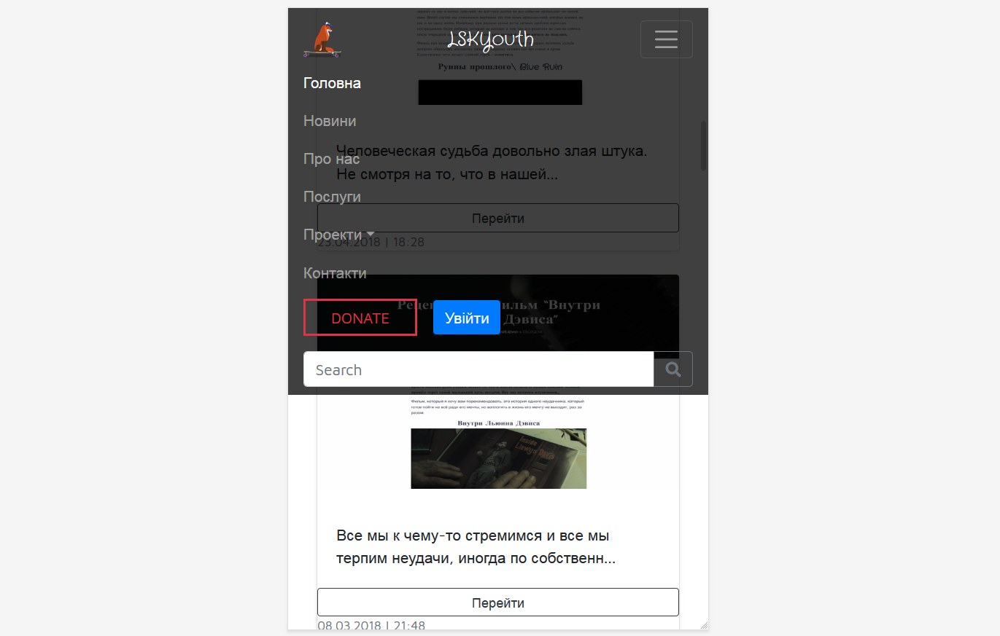 LSKYouth
Руины прошлого\ Blue Ruin
Головна
Новини
Человеческая судьба довольно злая штука.
Про нас
Не смотря на то, что в нашей...
Послуги
Перейти
Проекти
23.04.2018 | 18:28
Контакти
фильм "Внутри
Дэвиса"
DONATE
Увійти
Search
Фильм, который я хочу вам порекомендовать, это история одного неудачника, который
готов пойти на всё ради его мечты, но воплотить в жизнь его мечту не выходит, раз за
разом.
Внутри Льюина Дэвиса
Inside
Llewyn Davis
Все мы к чему-то стремимся и все мы
терпим неудачи, иногда по собственн...
Перейти
08.03.2018 | 21:48